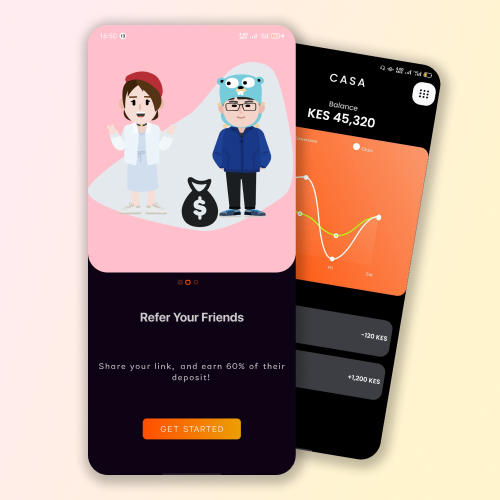 16:50
Refer Your Friends
Share your link, and earn 60% of their
deposit!
GET STARTED
CASA
Balance
KES 45,320
Fri
Sat
-120 KES
+1,200 KES